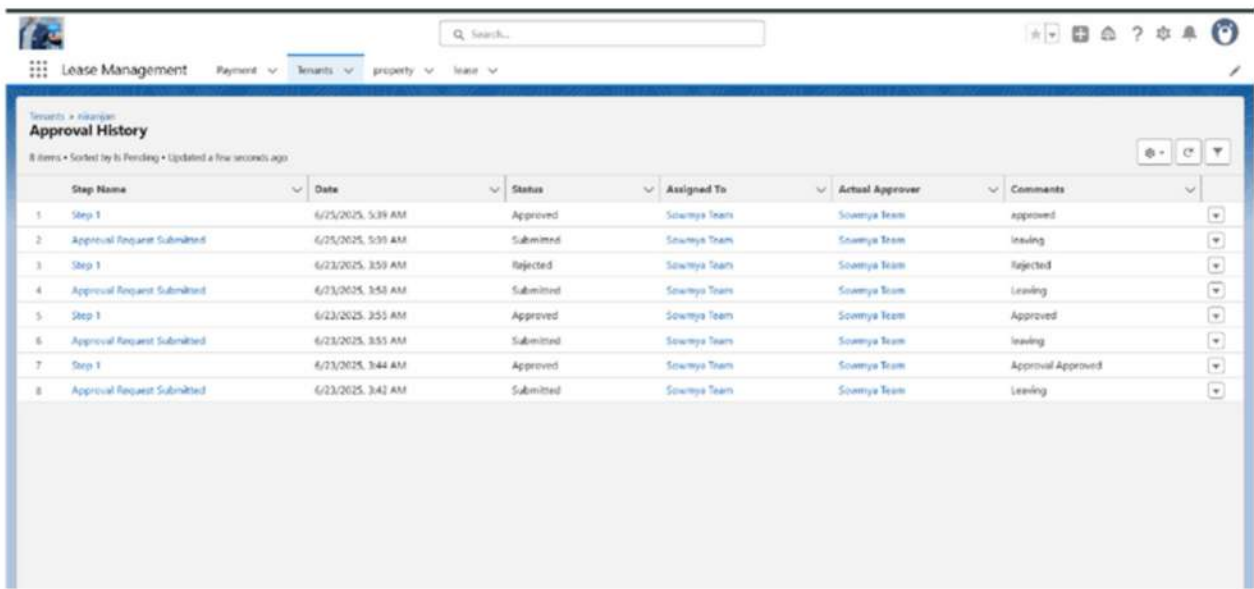 Search...
Lease Management Payment Tenants property lease
Tenants > niranjan
Approval History
8 items • Sorted by Is Pending • Updated a few seconds ago
Step Name Date Status Assigned To Actual Approver Comments
1 Step 1 6/25/2025, 5:39 AM Approved Sowmya Team Sowmya Team approved
2 Approval Request Submitted 6/25/2025, 5:39 AM Submitted Sowmya Team Sowmya Team leaving
3 Step 1 6/23/2025, 3:59 AM Rejected Sowmya Team Sowmya Team Rejected
4 Approval Request Submitted 6/23/2025, 3:58 AM Submitted Sowmya Team Sowmya Team Leaving
5 Step 1 6/23/2025, 3:55 AM Approved Sowmya Team Sowmya Team Approved
6 Approval Request Submitted 6/23/2025, 3:55 AM Submitted Sowmya Team Sowmya Team leaving
7 Step 1 6/23/2025, 3:44 AM Approved Sowmya Team Sowmya Team Approval Approved
8 Approval Request Submitted 6/23/2025, 3:42 AM Submitted Sowmya Team Sowmya Team Leaving